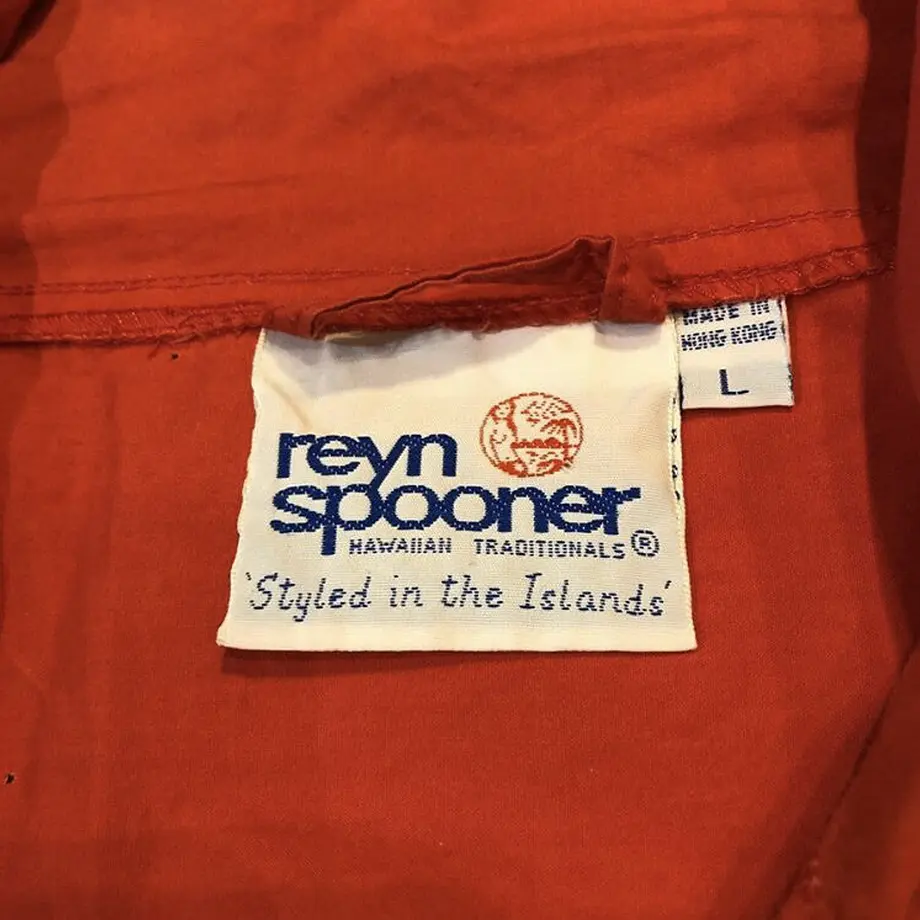 MADE IN
HONG KONG
L
reyn
spooner
HAWAIIAN TRADITIONALS®
'Styled in the Islands'